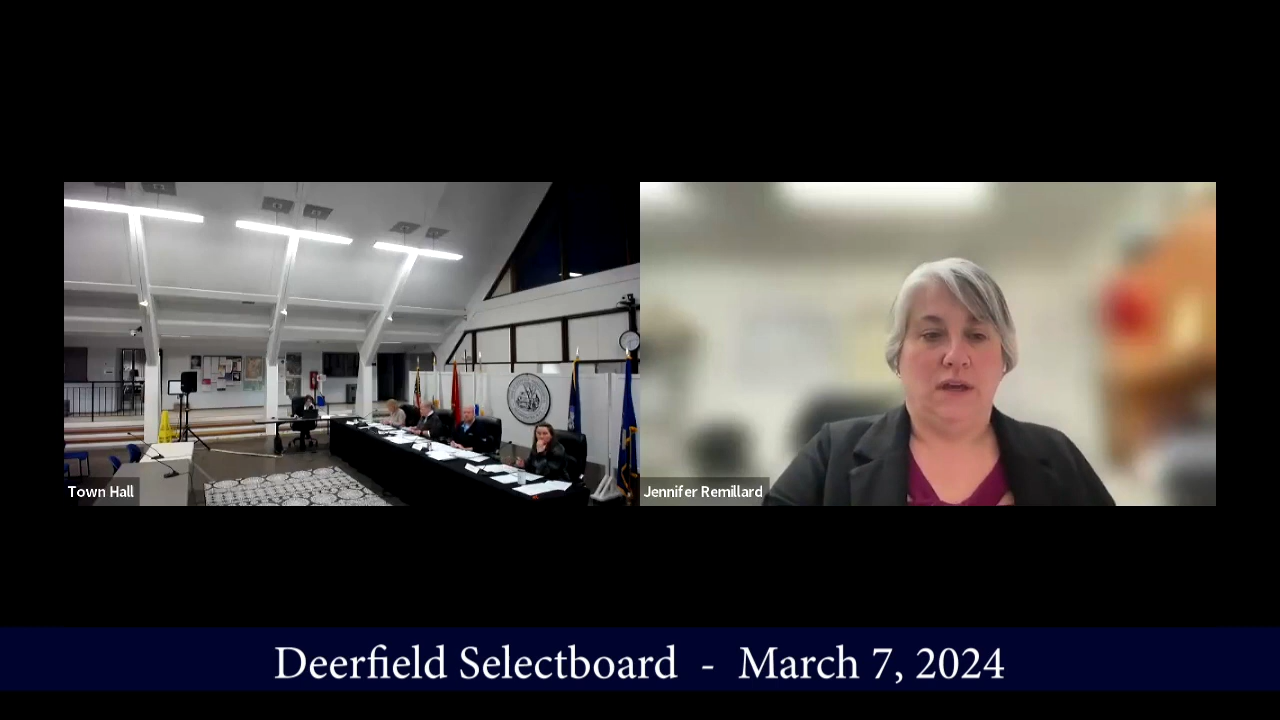 Town Hall
Jennifer Remillard
Deerfield Selectboard - March 7, 2024